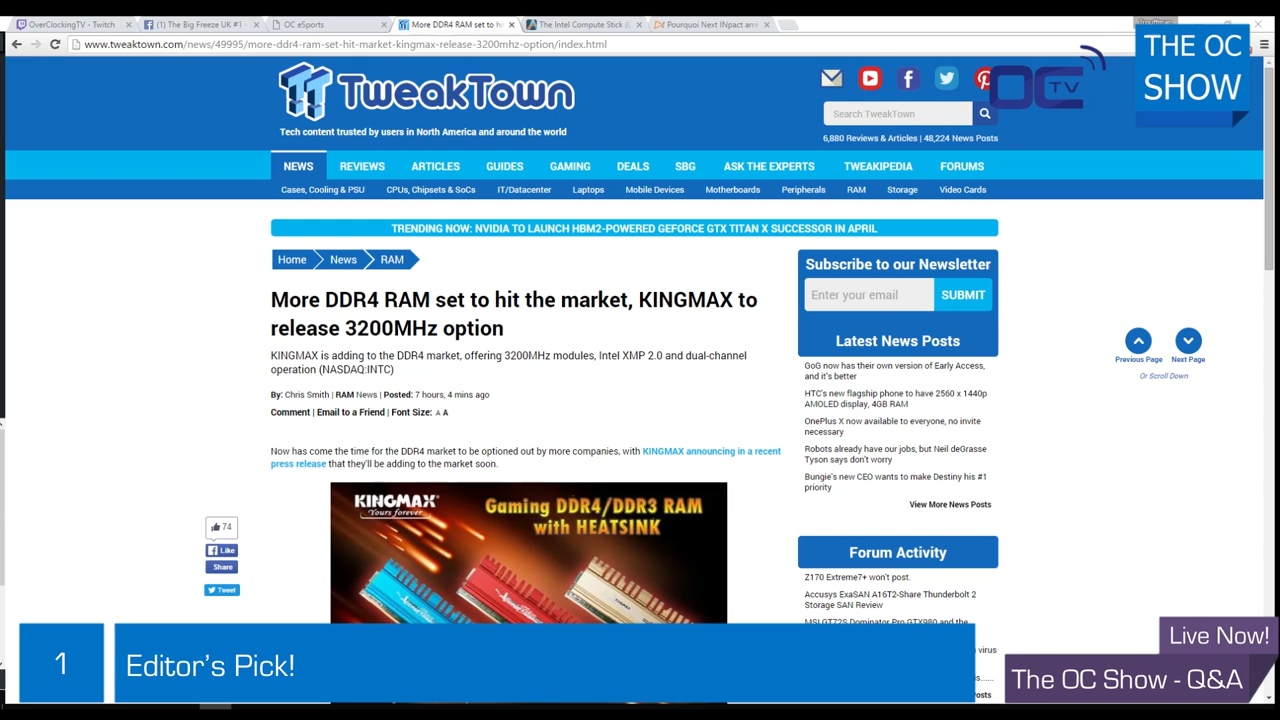 OverClockingTV - Twitch
(1) The Big Freeze UK #1 -
OC eSports
More DDR4 RAM set to hi
The Intel Compute Stick (C
Pourquoi Next INpact ann
www.tweaktown.com/news/49995/more-ddr4-ram-set-hit-market-kingmax-release-3200mhz-option/index.html
THE OC
SHOW
OC
TV
TweakTown
Tech content trusted by users in North America and around the world
Search TweakTown
6,880 Reviews & Articles | 48,224 News Posts
NEWS REVIEWS ARTICLES GUIDES GAMING DEALS SBG ASK THE EXPERTS TWEAKIPEDIA FORUMS
Cases, Cooling & PSU CPUs, Chipsets & SoCs IT/Datacenter Laptops Mobile Devices Motherboards Peripherals RAM Storage Video Cards
TRENDING NOW: NVIDIA TO LAUNCH HBM2-POWERED GEFORCE GTX TITAN X SUCCESSOR IN APRIL
Home News RAM
More DDR4 RAM set to hit the market, KINGMAX to
release 3200MHz option
KINGMAX is adding to the DDR4 market, offering 3200MHz modules, Intel XMP 2.0 and dual-channel
operation (NASDAQ:INTC)
By: Chris Smith | RAM News | Posted: 7 hours, 4 mins ago
Comment | Email to a Friend | Font Size: A A
Now has come the time for the DDR4 market to be optioned out by more companies, with KINGMAX announcing in a recent
press release that they'll be adding to the market soon.
74
Like
Share
Tweet
KINGMAX
Yours forever
Gaming DDR4/DDR3 RAM
with HEATSINK
Subscribe to our Newsletter
Enter your email SUBMIT
Latest News Posts
GoG now has their own version of Early Access,
and it's better
HTC's new flagship phone to have 2560 x 1440p
AMOLED display, 4GB RAM
OnePlus X now available to everyone, no invite
necessary
Robots already have our jobs, but Neil deGrasse
Tyson says don't worry
Bungie's new CEO wants to make Destiny his #1
priority
View More News Posts
Forum Activity
Z170 Extreme7+ won't post.
Accusys ExaSAN A16T2-Share Thunderbolt 2
Storage SAN Review
MSI GT72S Dominator Pro GTX980 and the
virus
osts
Previous Page Next Page
Or Scroll Down
1
Editor's Pick!
Live Now!
The OC Show - Q&A